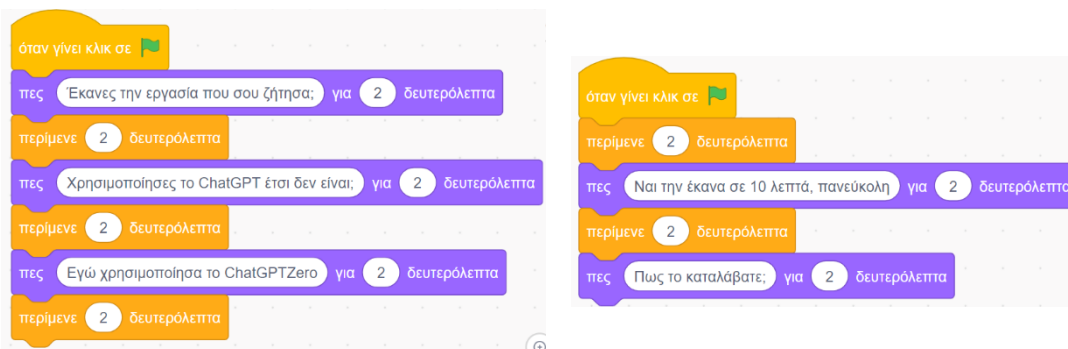 όταν γίνει κλικ σε
πες Έκανες την εργασία που σου ζήτησα; για 2 δευτερόλεπτα
περίμενε 2 δευτερόλεπτα
πες Χρησιμοποίησες το ChatGPT έτσι δεν είναι; για 2 δευτερόλεπτα
περίμενε 2 δευτερόλεπτα
πες Εγώ χρησιμοποίησα το ChatGPTZero για 2 δευτερόλεπτα
περίμενε 2 δευτερόλεπτα
όταν γίνει κλικ σε
περίμενε 2 δευτερόλεπτα
πες Ναι την έκανα σε 10 λεπτά, πανεύκολη για 2 δευτερόλεπτα
περίμενε 2 δευτερόλεπτα
πες Πως το καταλάβατε; για 2 δευτερόλεπτα